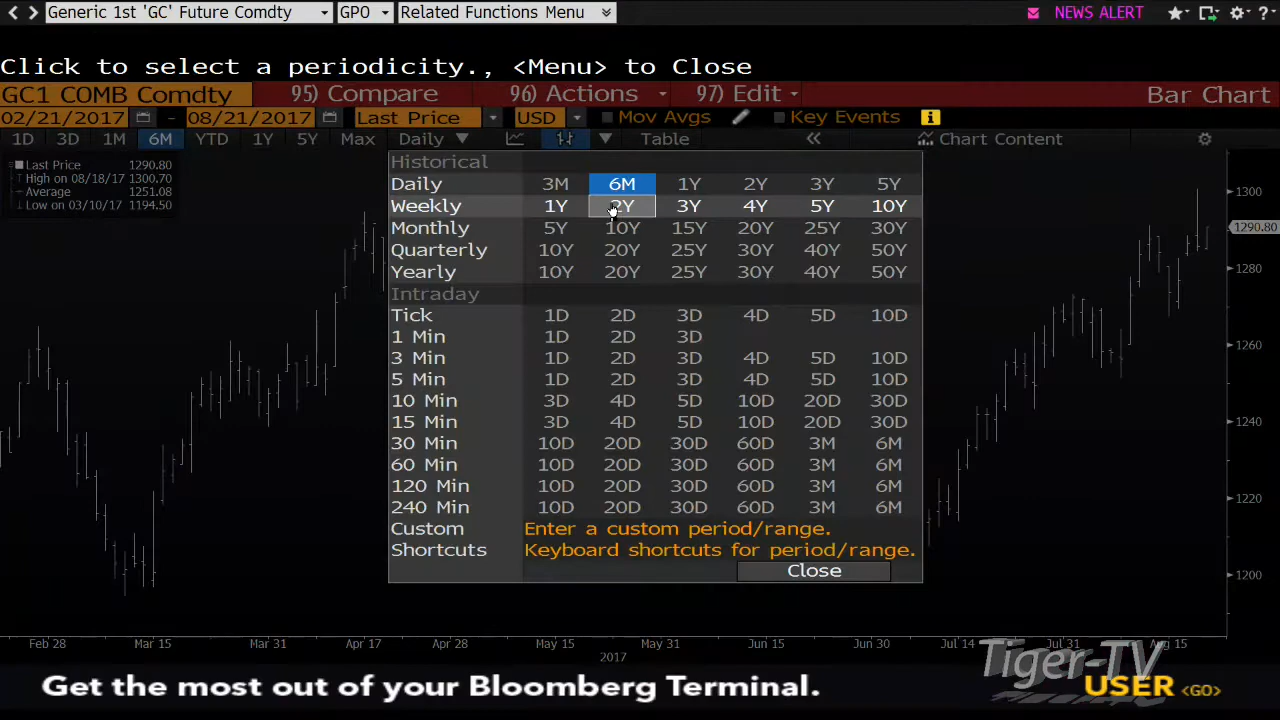 Generic 1st 'GC' Future Comdty GPO Related Functions Menu NEWS ALERT ?
Click to select a periodicity., <Menu> to Close
GC1 COMB Comdty 95) Compare 96) Actions 97) Edit Bar Chart
02/21/2017 - 08/21/2017 Last Price USD Mov Avgs Key Events i
1D 3D 1M 6M YTD 1Y 5Y Max Daily Table Chart Content
Last Price 1290.80
High on 08/18/17 1300.70
Average 1251.08
Low on 03/10/17 1194.50
Historical
Daily 3M 6M 1Y 2Y 3Y 5Y
Weekly 1Y 2Y 3Y 4Y 5Y 10Y
Monthly 5Y 10Y 15Y 20Y 25Y 30Y
Quarterly 10Y 20Y 25Y 30Y 40Y 50Y
Yearly 10Y 20Y 25Y 30Y 40Y 50Y
Intraday
Tick 1D 2D 3D 4D 5D 10D
1 Min 1D 2D 3D
3 Min 1D 2D 3D 4D 5D 10D
5 Min 1D 2D 3D 4D 5D 10D
10 Min 3D 4D 5D 10D 20D 30D
15 Min 3D 4D 5D 10D 20D 30D
30 Min 10D 20D 30D 60D 3M 6M
60 Min 10D 20D 30D 60D 3M 6M
120 Min 10D 20D 30D 60D 3M 6M
240 Min 10D 20D 30D 60D 3M 6M
Custom Enter a custom period/range.
Shortcuts Keyboard shortcuts for period/range.
Close
1300
1290.80
1280
1260
1240
1220
1200
Feb 28 Mar 15 Mar 31 Apr 17 Apr 28 May 15 May 31 Jun 15 Jun 30 Jul 14 Jul 31 Aug 15
2017
Tiger-TV
Get the most out of your Bloomberg Terminal. USER <GO>